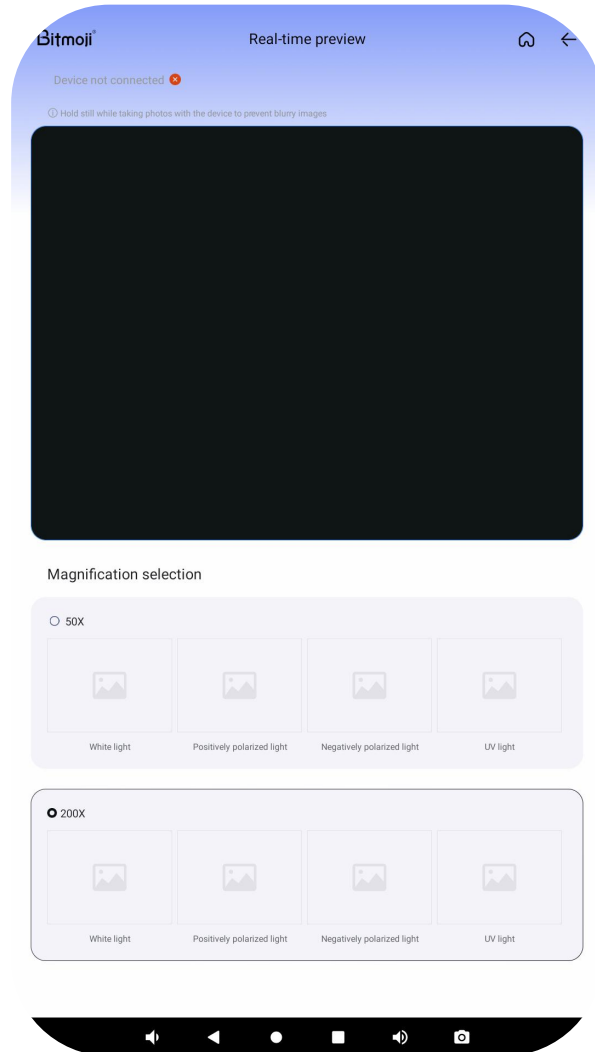 Bitmoji®
Real-time preview
Device not connected
Hold still while taking photos with the device to prevent blurry images
Magnification selection
50X
White light
Positively polarized light
Negatively polarized light
UV light
200X
White light
Positively polarized light
Negatively polarized light
UV light